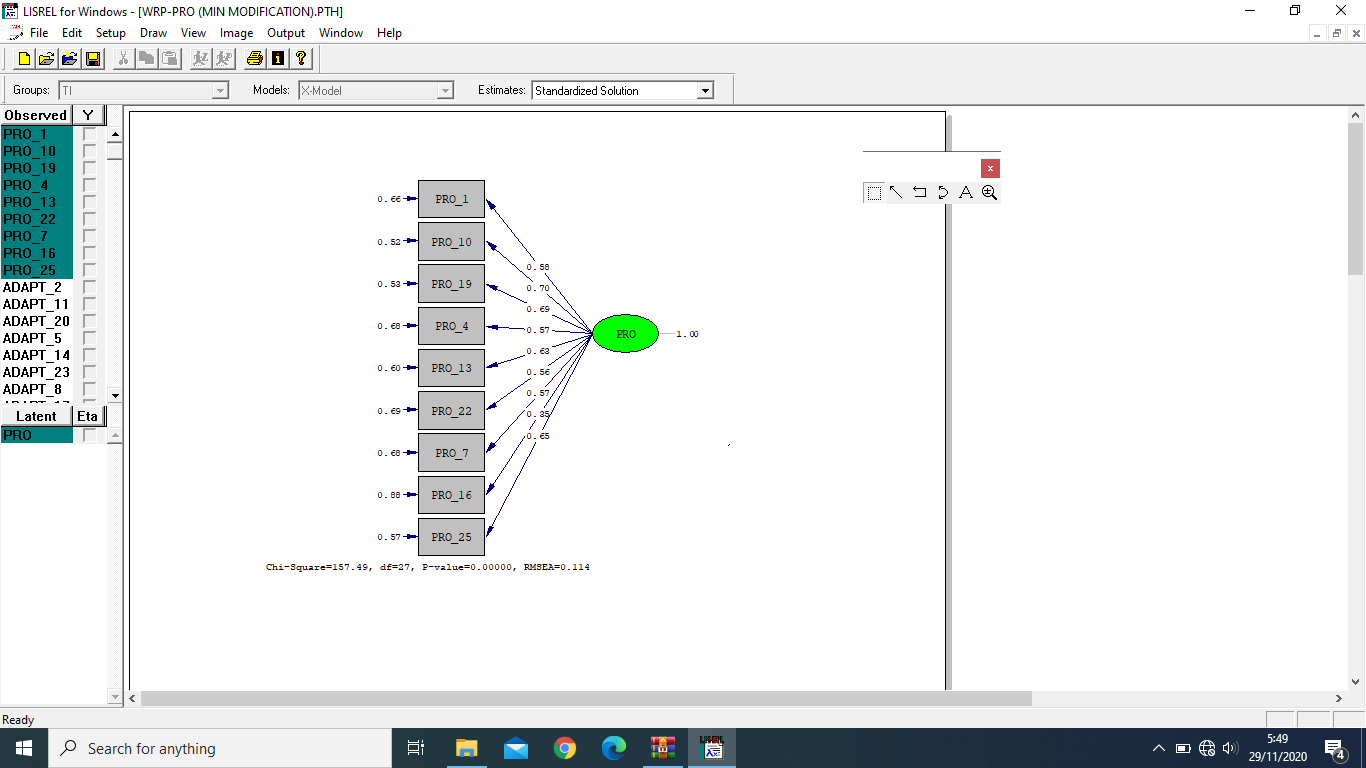 LISREL for Windows - [WRP-PRO (MIN MODIFICATION).PTH]
File Edit Setup Draw View Image Output Window Help
Groups: TI Models: X-Model Estimates: Standardized Solution
Observed Y
PRO_1
PRO_10
PRO_19
PRO_4
PRO_13
PRO_22
PRO_7
PRO_16
PRO_25
ADAPT_2
ADAPT_11
ADAPT_20
ADAPT_5
ADAPT_14
ADAPT_23
ADAPT_8
Latent Eta
PRO
0.66 PRO_1
0.52 PRO_10
0.53 PRO_19
0.68 PRO_4
0.60 PRO_13
0.69 PRO_22
0.68 PRO_7
0.88 PRO_16
0.57 PRO_25
0.58
0.70
0.69
0.57
0.63
0.56
0.57
0.35
0.65
PRO 1.00
Chi-Square=157.49, df=27, P-value=0.00000, RMSEA=0.114
A
Ready
Search for anything
5:49
29/11/2020
4